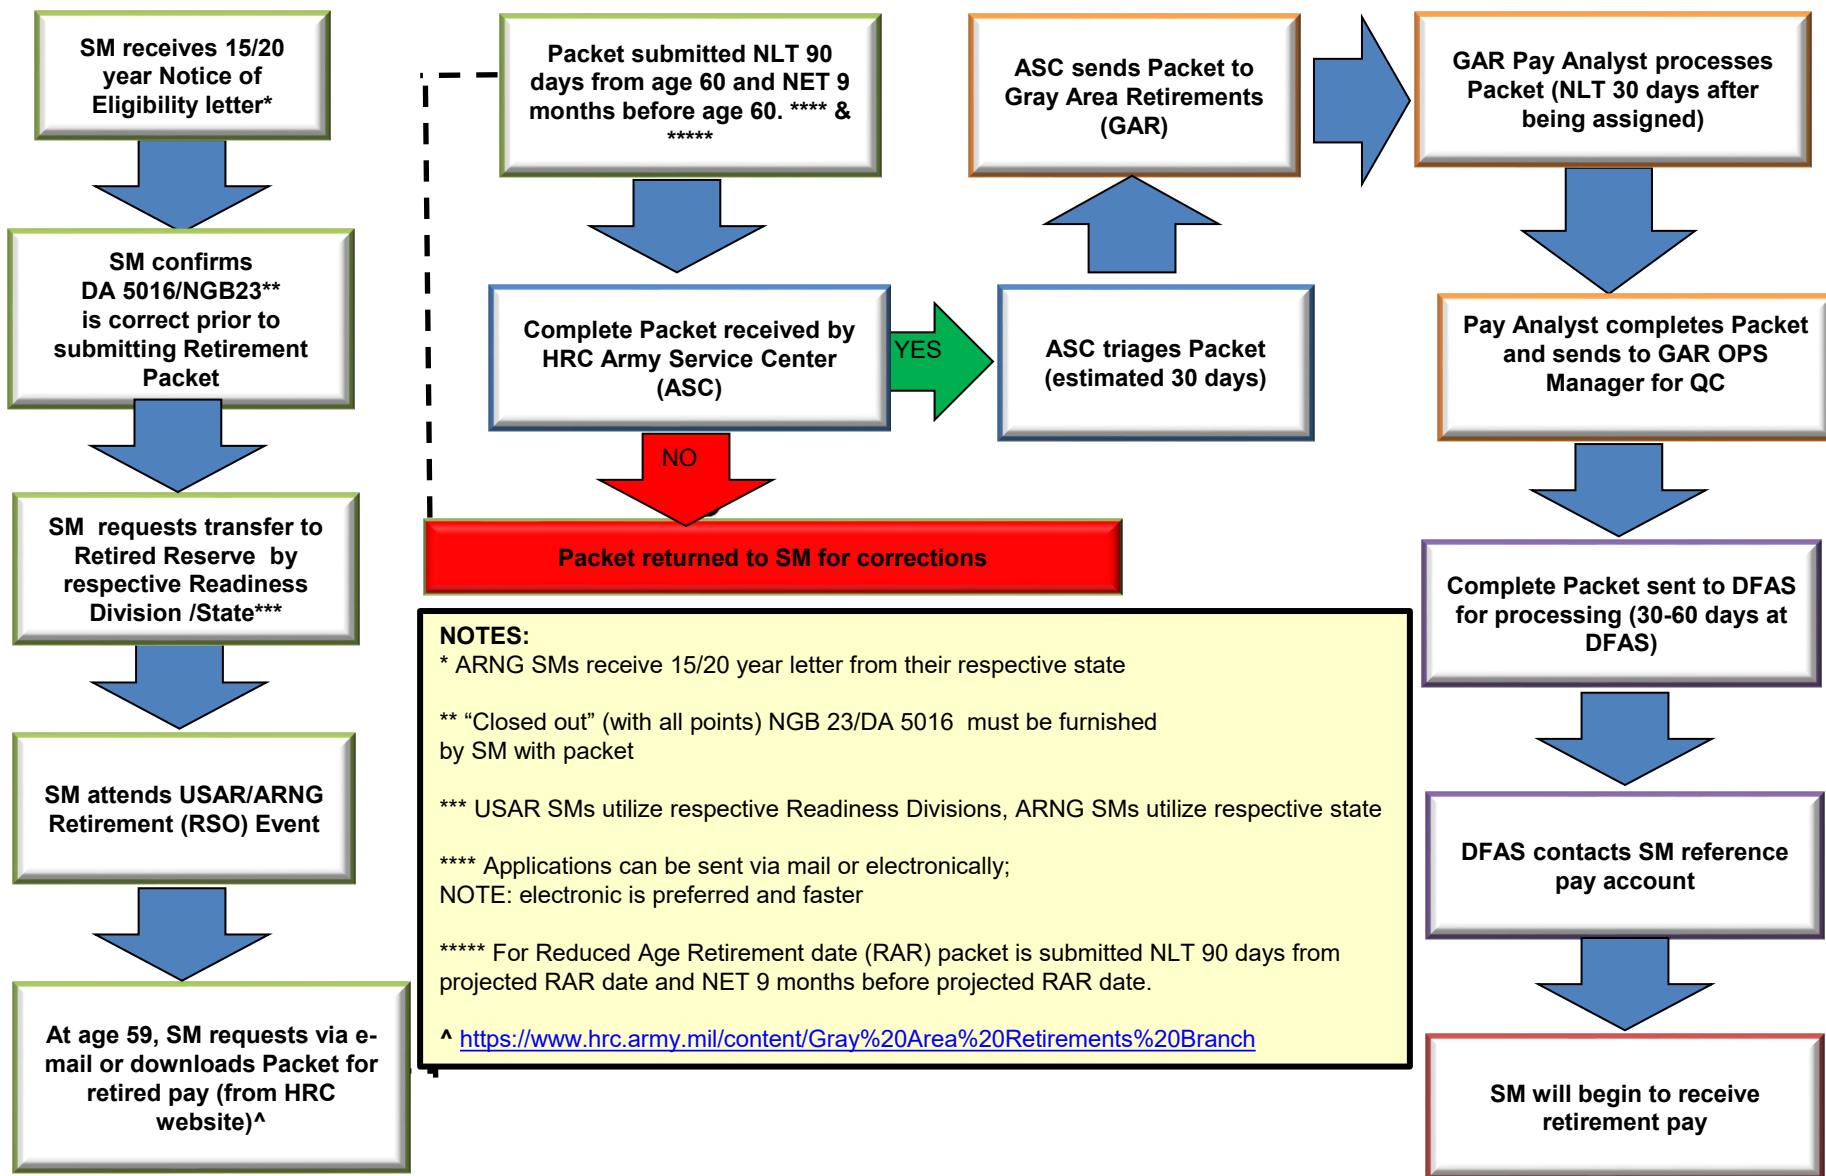 SM receives 15/20
year Notice of
Eligibility letter*
SM confirms
DA 5016/NGB23**
is correct prior to
submitting Retirement
Packet
SM requests transfer to
Retired Reserve by
respective Readiness
Division /State***
SM attends USAR/ARNG
Retirement (RSO) Event
At age 59, SM requests via e-
mail or downloads Packet for
retired pay (from HRC
website)^
Packet submitted NLT 90
days from age 60 and NET 9
months before age 60. **** &
*****
Complete Packet received by
HRC Army Service Center
(ASC)
YES
NO
Packet returned to SM for corrections
ASC triages Packet
(estimated 30 days)
ASC sends Packet to
Gray Area Retirements
(GAR)
GAR Pay Analyst processes
Packet (NLT 30 days after
being assigned)
Pay Analyst completes Packet
and sends to GAR OPS
Manager for QC
Complete Packet sent to DFAS
for processing (30-60 days at
DFAS)
DFAS contacts SM reference
pay account
SM will begin to receive
retirement pay
NOTES:
* ARNG SMs receive 15/20 year letter from their respective state
** “Closed out” (with all points) NGB 23/DA 5016 must be furnished
by SM with packet
*** USAR SMs utilize respective Readiness Divisions, ARNG SMs utilize respective state
**** Applications can be sent via mail or electronically;
NOTE: electronic is preferred and faster
***** For Reduced Age Retirement date (RAR) packet is submitted NLT 90 days from
projected RAR date and NET 9 months before projected RAR date.
^ https://www.hrc.army.mil/content/Gray%20Area%20Retirements%20Branch